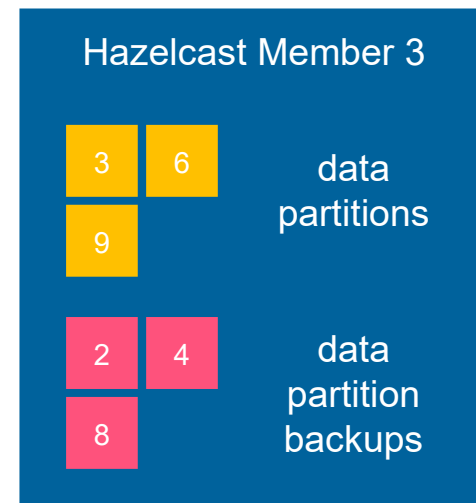 Hazelcast Member 3
3 6
9
data
partitions
2 4
8
data
partition
backups